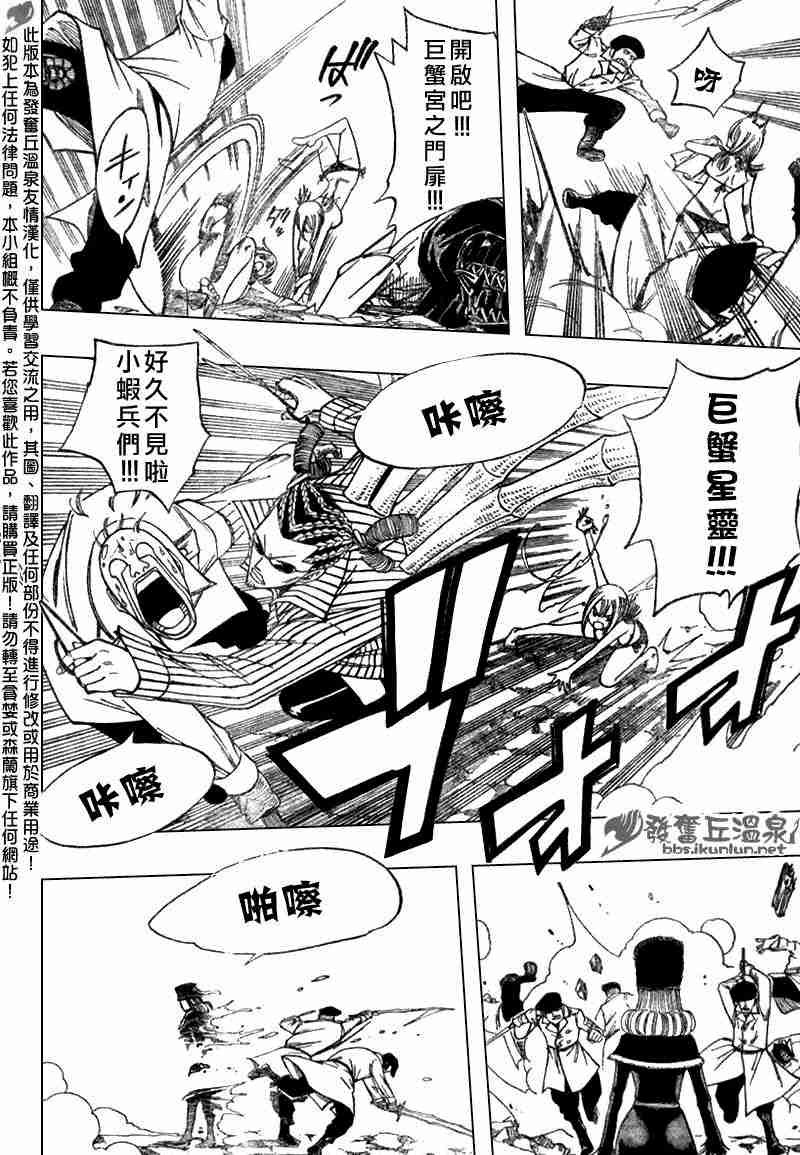 呀
開啟吧!!!
巨蟹宮之門扉!!!
キィン
巨蟹星靈!!!
咔嚓
好久不見啦
小蝦兵們!!!
咔嚓
ブオオ
發奮丘溫泉
bbs.ikunlun.net
啪嚓
此版本為發奮丘溫泉友情漢化，僅供學習交流之用，其圖、翻譯及任何部份不得進行修改或用於商業用途！
如犯上任何法律問題，本小組概不負責。若您喜歡此作品，請購買正版！請勿轉至貪婪或森蘭旗下任何網站！